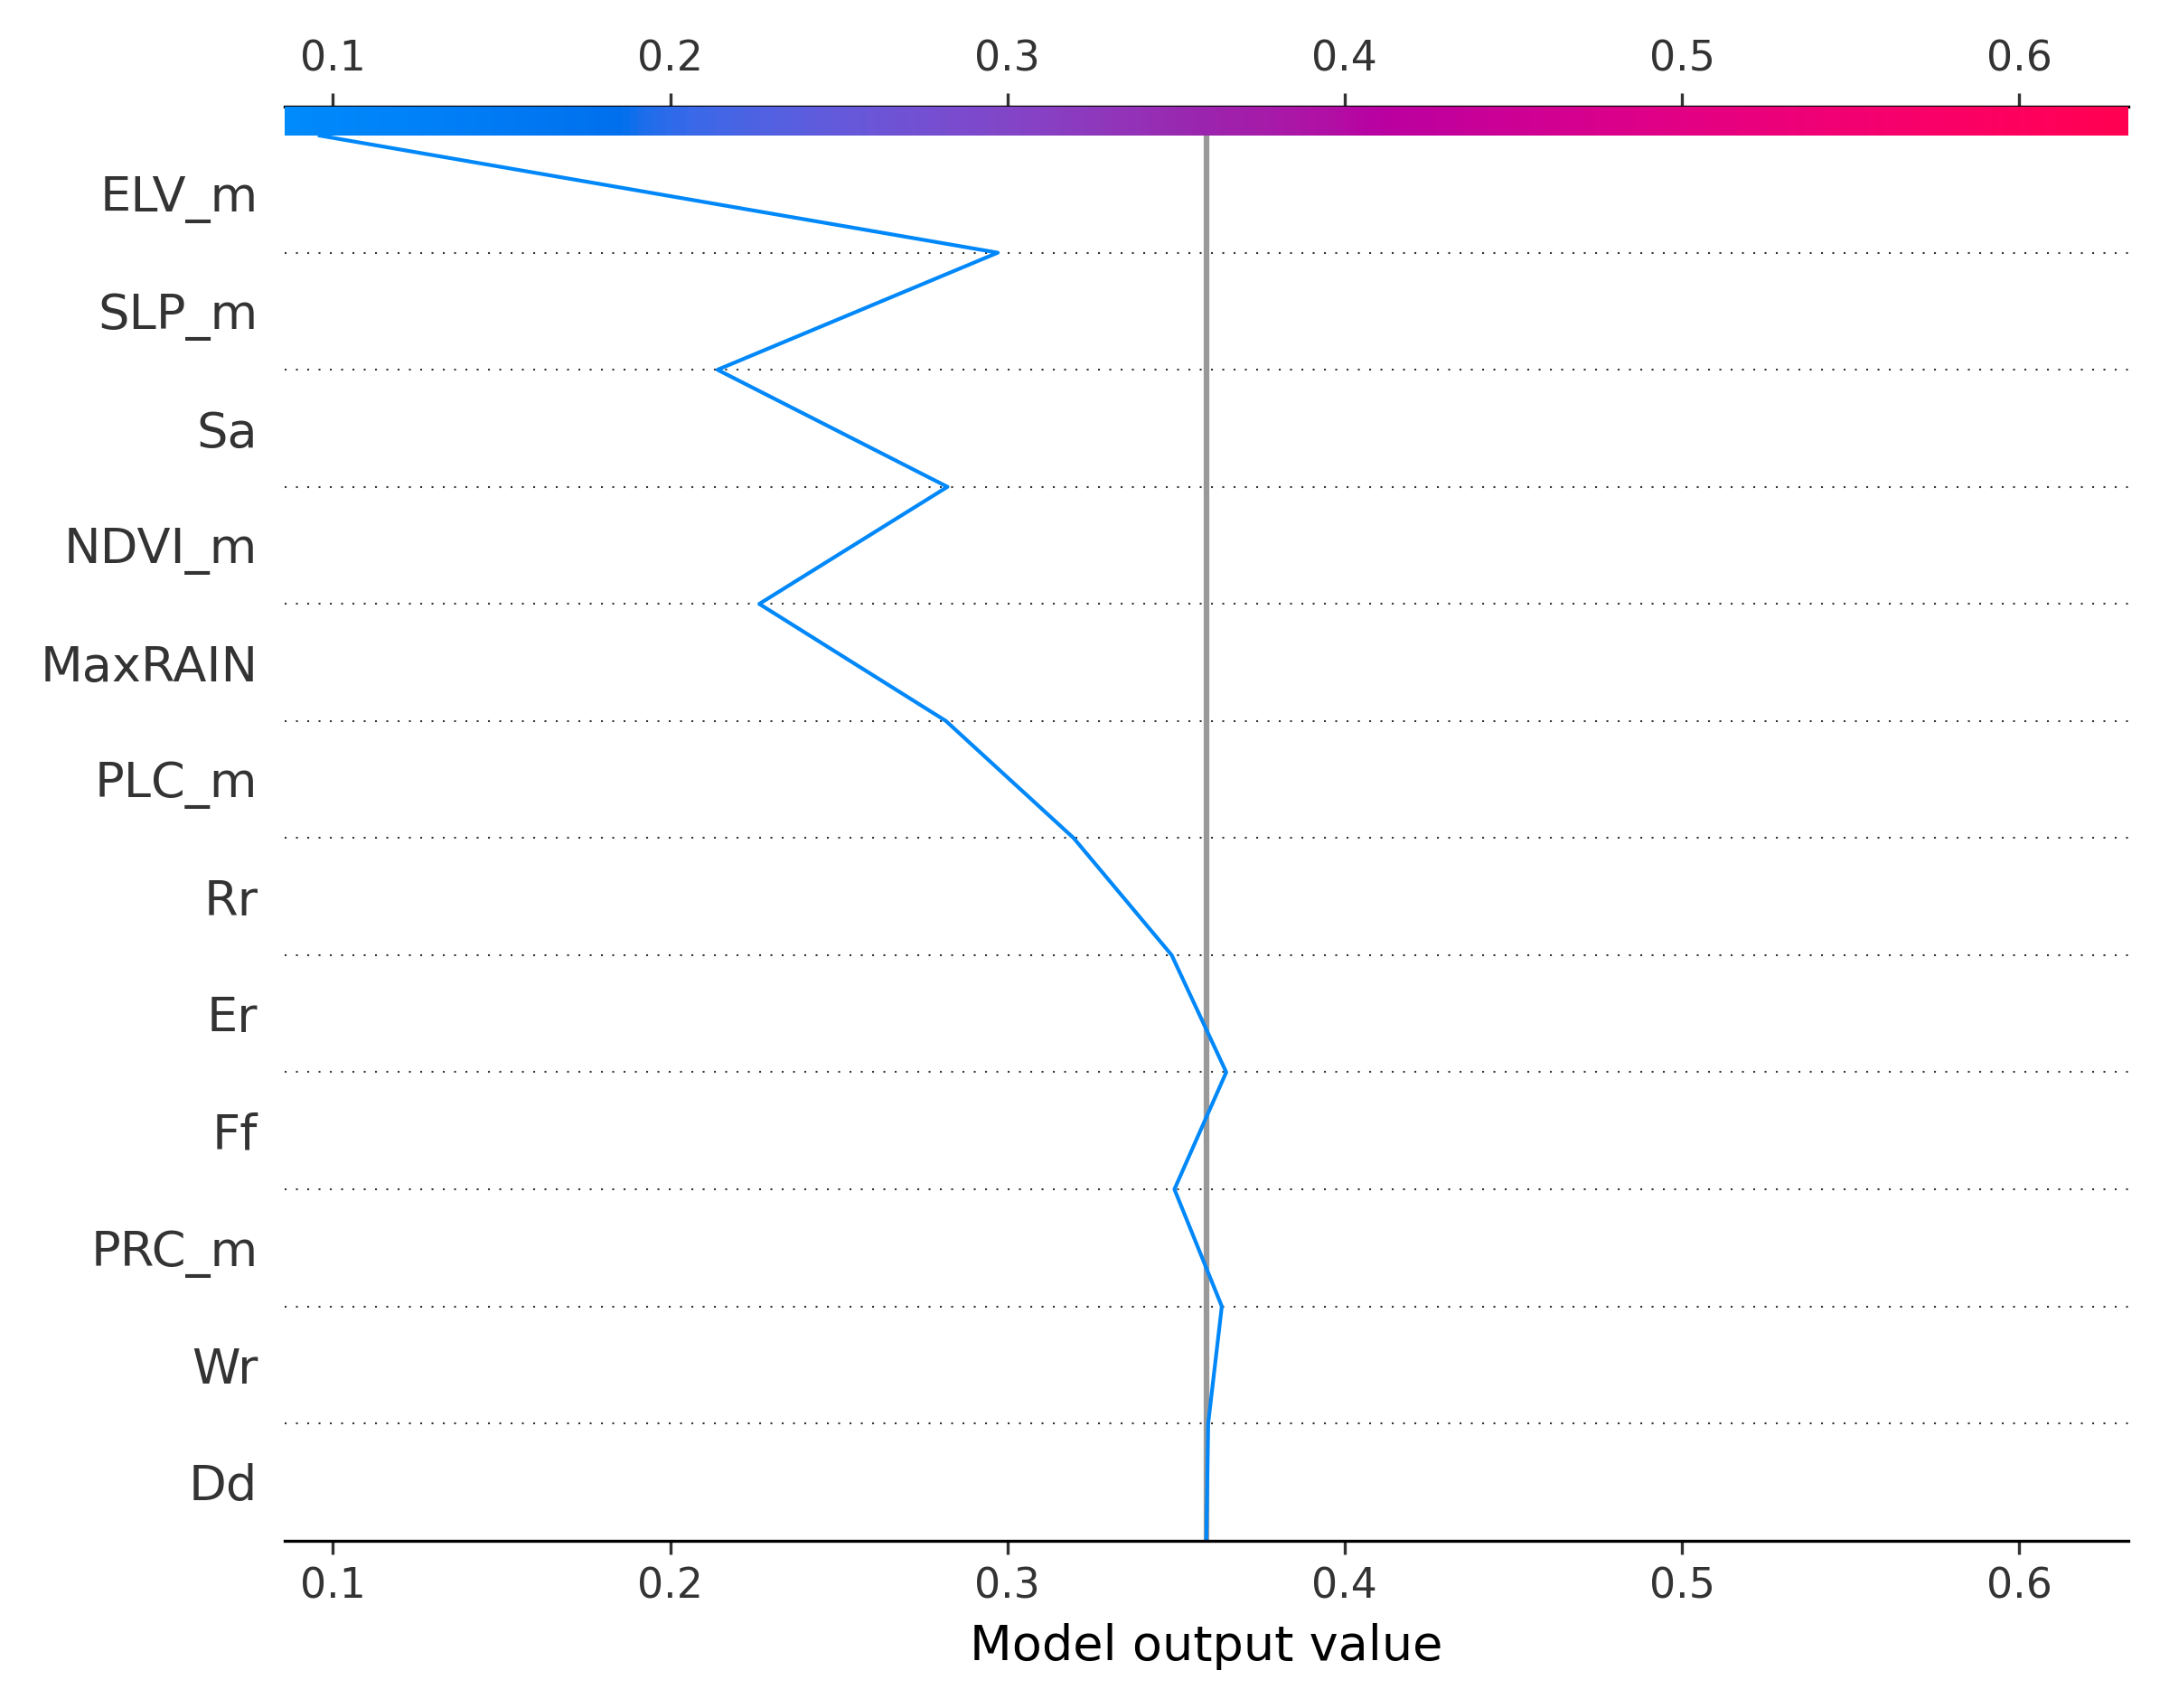 0.1 0.2 0.3 0.4 0.5 0.6
ELV_m
SLP_m
Sa
NDVI_m
MaxRAIN
PLC_m
Rr
Er
Ff
PRC_m
Wr
Dd
0.1 0.2 0.3 0.4 0.5 0.6
Model output value